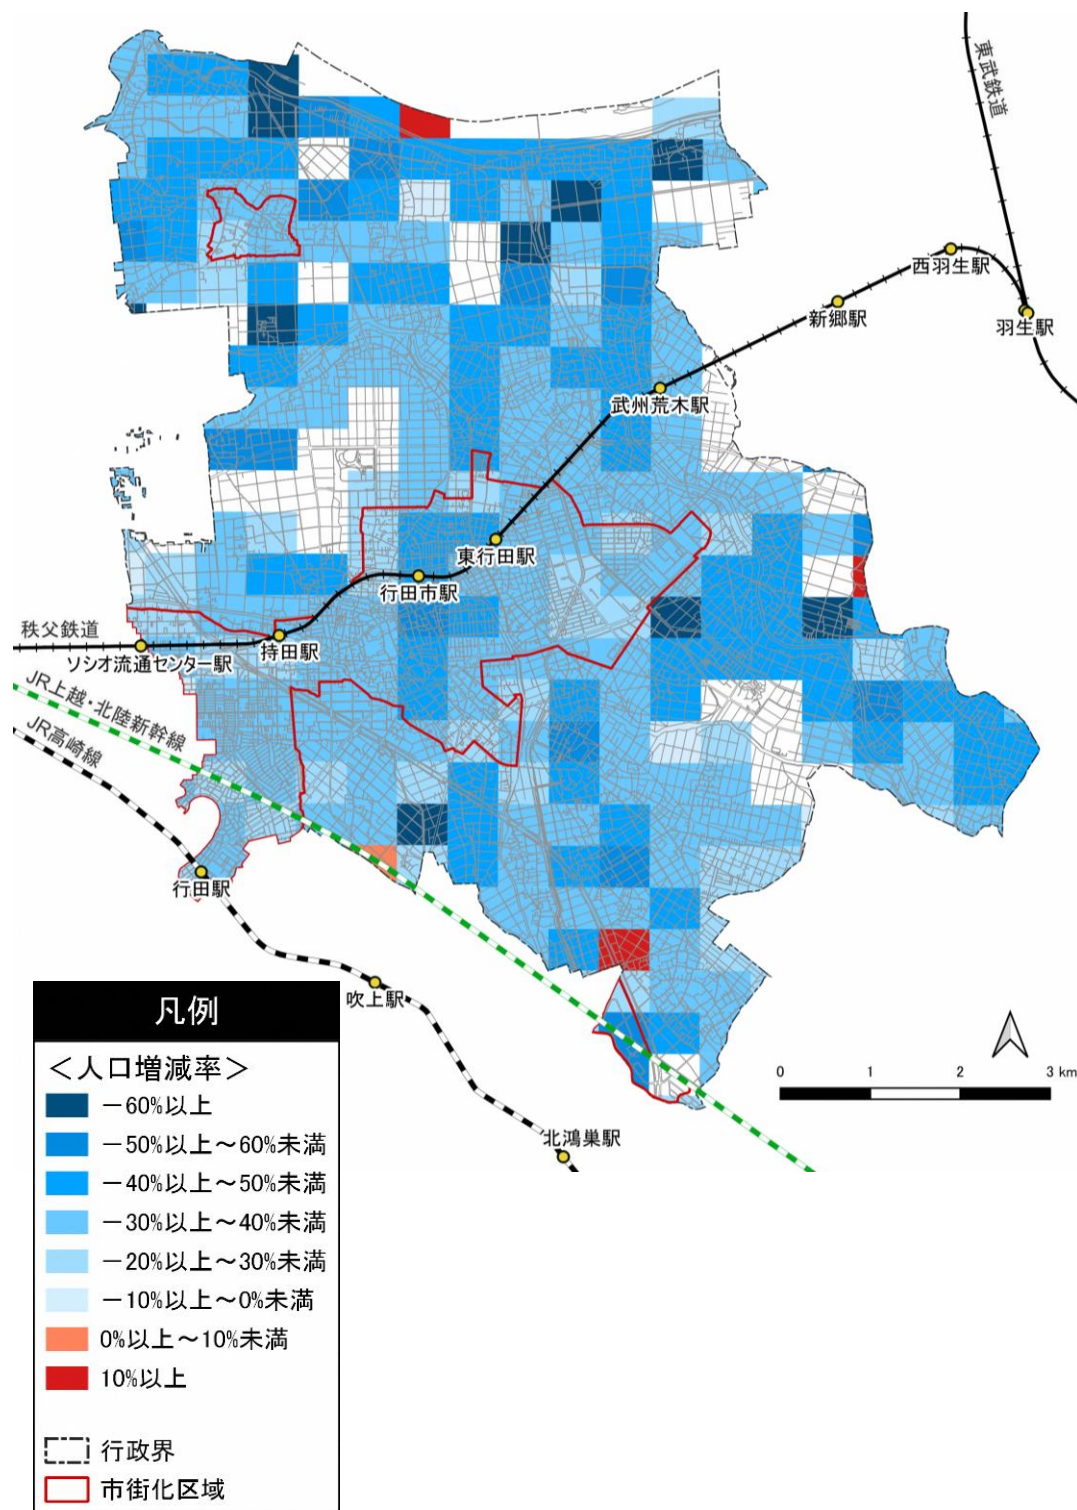 東武鉄道
西羽生駅
新郷駅
羽生駅
武州荒木駅
東行田駅
行田市駅
秩父鉄道
持田駅
ソシオ流通センター駅
JR上越・北陸新幹線
JR高崎線
行田駅
吹上駅
北鴻巣駅
0 1 2 3 km
凡例
＜人口増減率＞
－60%以上
－50%以上～60%未満
－40%以上～50%未満
－30%以上～40%未満
－20%以上～30%未満
－10%以上～0%未満
0%以上～10%未満
10%以上
行政界
市街化区域